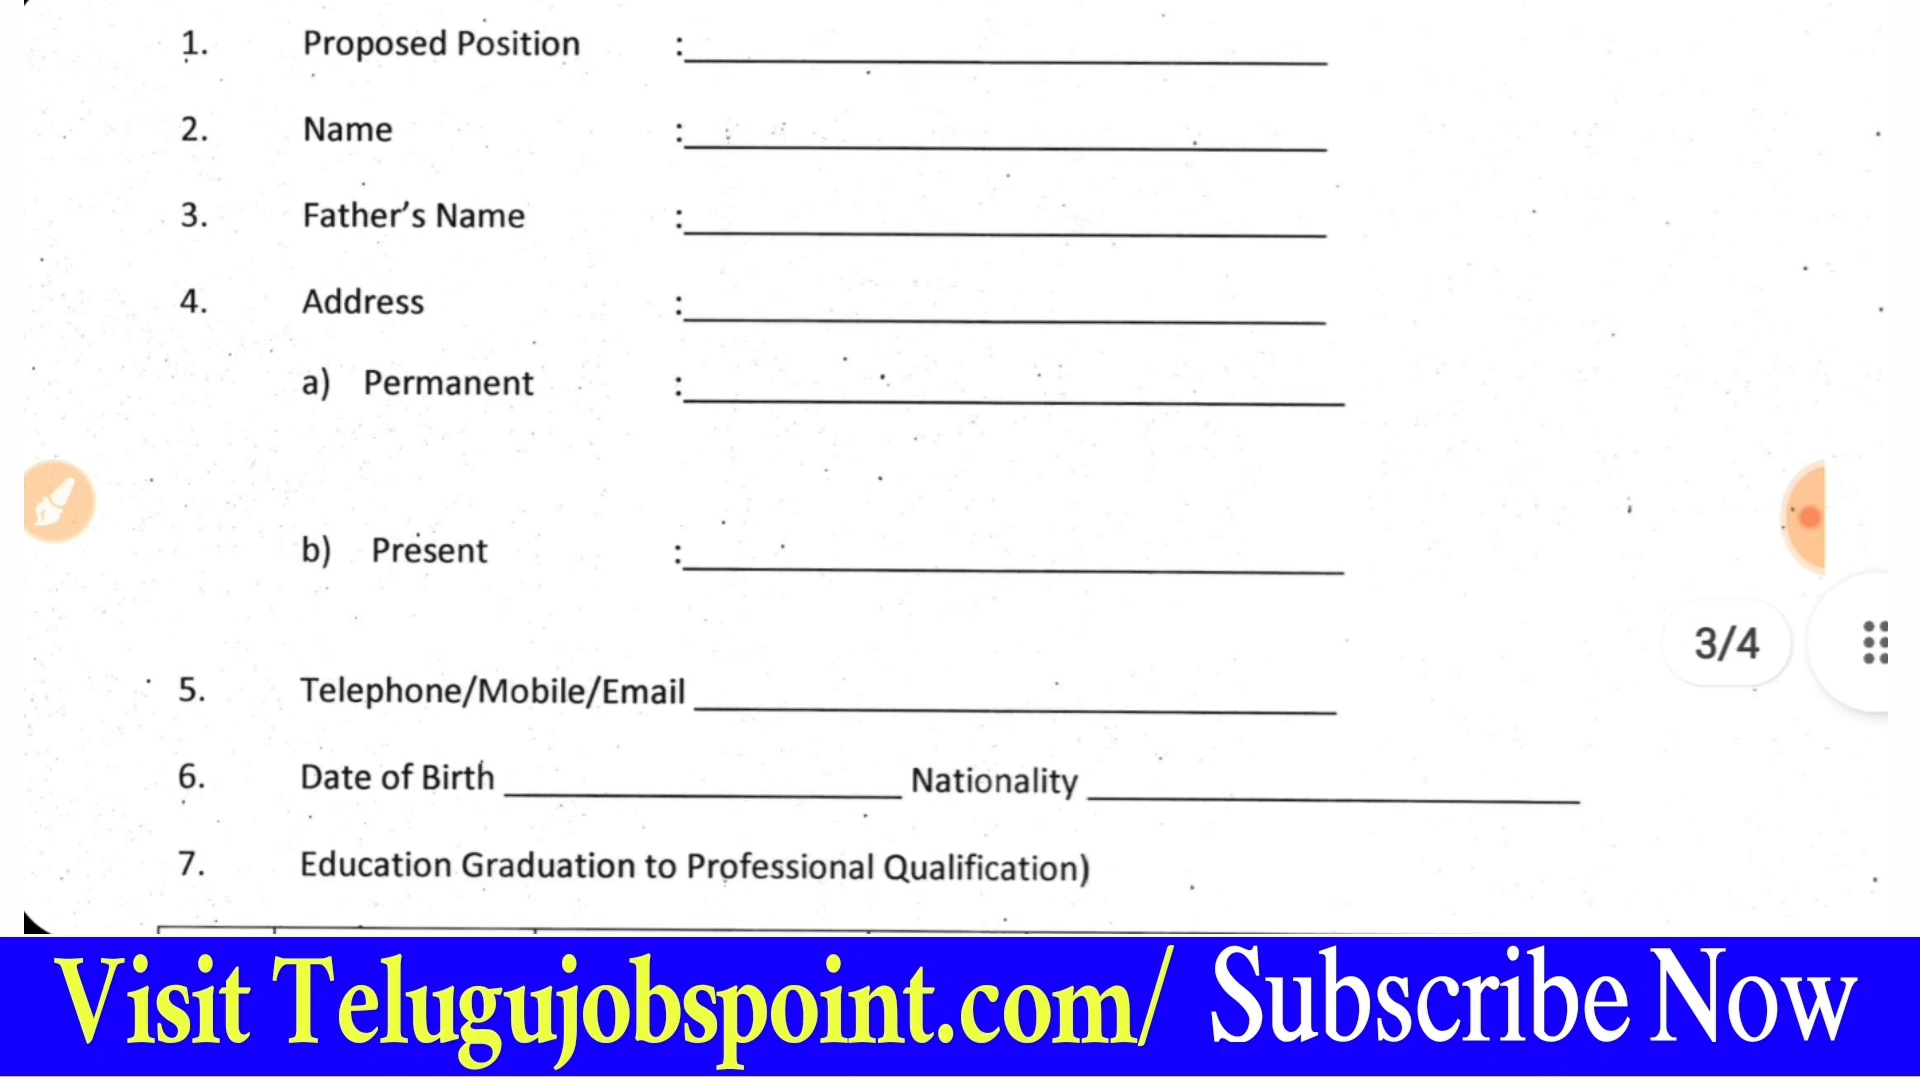 1. Proposed Position :
2. Name :
3. Father's Name :
4. Address :
a) Permanent :
b) Present :
3/4
5. Telephone/Mobile/Email
6. Date of Birth Nationality
7. Education Graduation to Professional Qualification)
Visit Telugujobspoint.com/ Subscribe Now